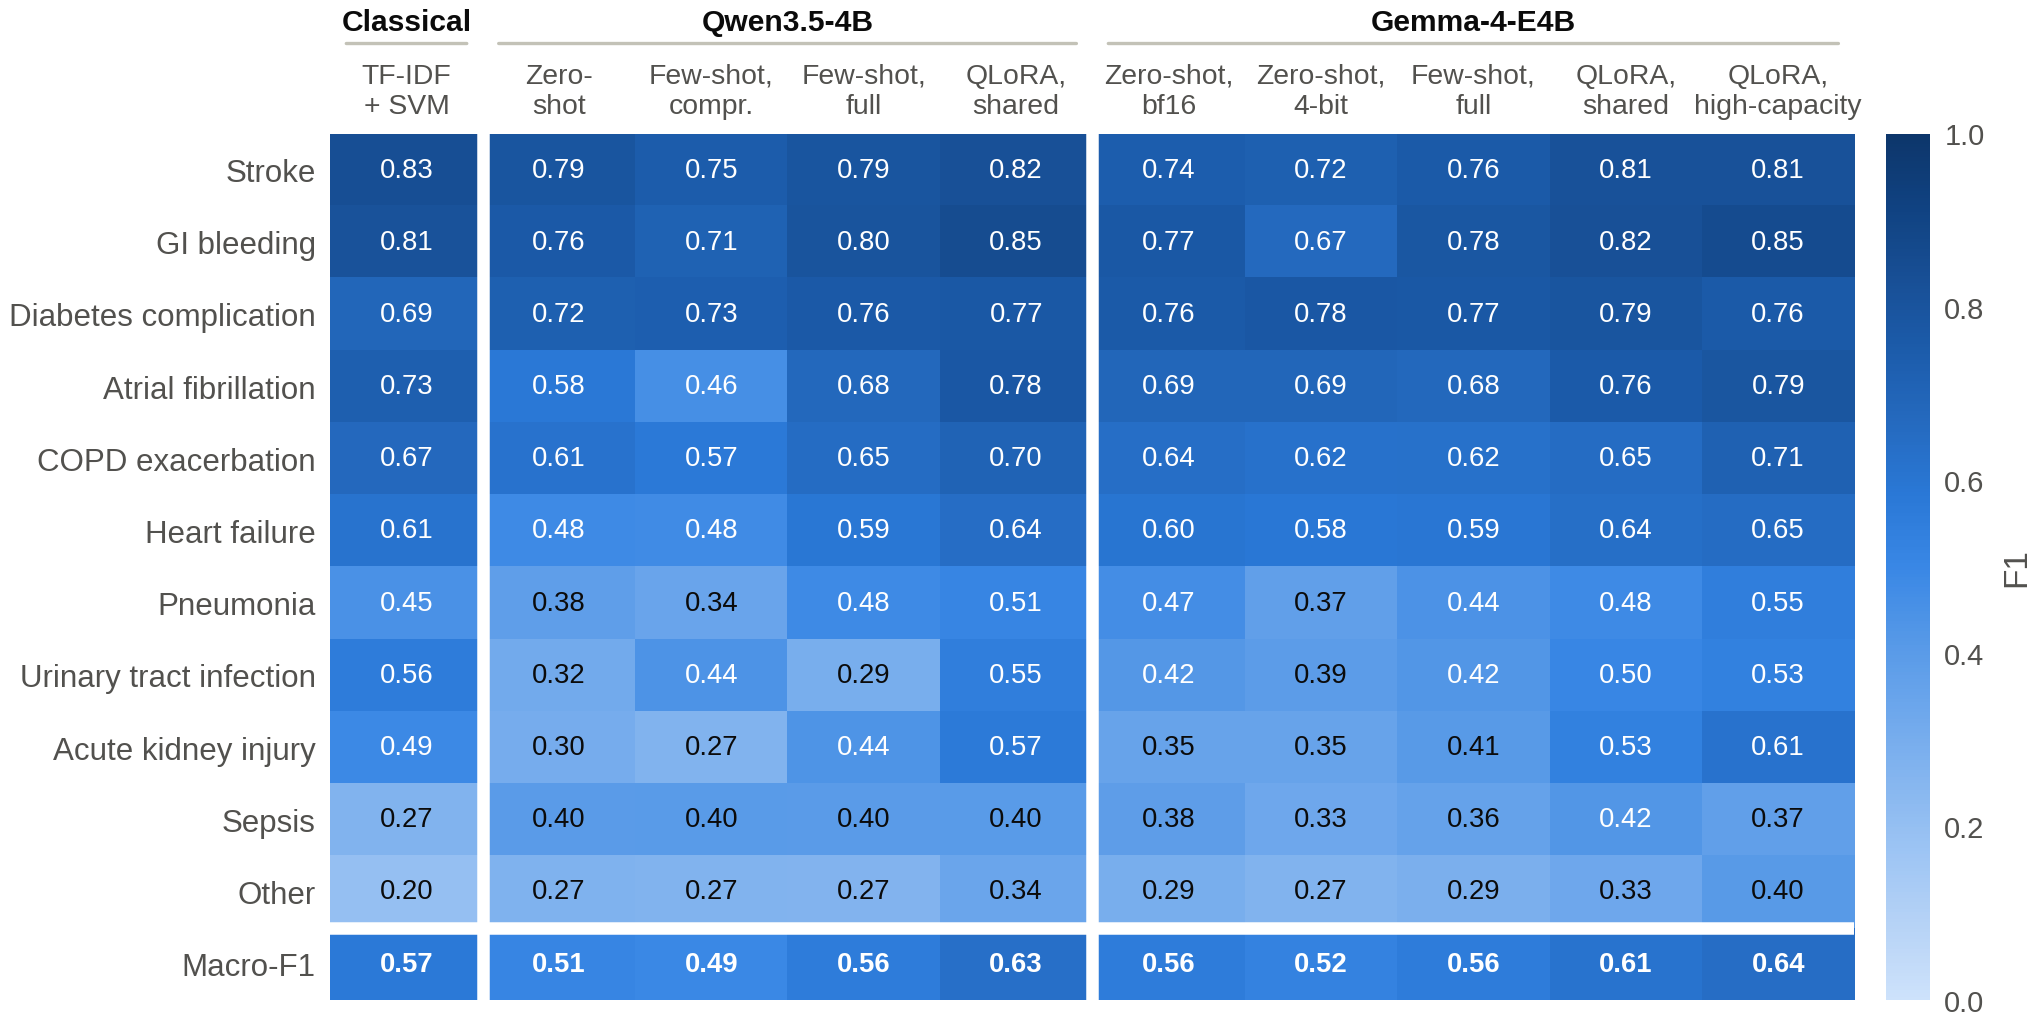 Classical Qwen3.5-4B Gemma-4-E4B
TF-IDF Zero- Few-shot, Few-shot, QLoRA, Zero-shot, Zero-shot, Few-shot, QLoRA, QLoRA,
+ SVM shot compr. full shared bf16 4-bit full shared high-capacity
Stroke 0.83 0.79 0.75 0.79 0.82 0.74 0.72 0.76 0.81 0.81
GI bleeding 0.81 0.76 0.71 0.80 0.85 0.77 0.67 0.78 0.82 0.85
Diabetes complication 0.69 0.72 0.73 0.76 0.77 0.76 0.78 0.77 0.79 0.76
Atrial fibrillation 0.73 0.58 0.46 0.68 0.78 0.69 0.69 0.68 0.76 0.79
COPD exacerbation 0.67 0.61 0.57 0.65 0.70 0.64 0.62 0.62 0.65 0.71
Heart failure 0.61 0.48 0.48 0.59 0.64 0.60 0.58 0.59 0.64 0.65
Pneumonia 0.45 0.38 0.34 0.48 0.51 0.47 0.37 0.44 0.48 0.55
Urinary tract infection 0.56 0.32 0.44 0.29 0.55 0.42 0.39 0.42 0.50 0.53
Acute kidney injury 0.49 0.30 0.27 0.44 0.57 0.35 0.35 0.41 0.53 0.61
Sepsis 0.27 0.40 0.40 0.40 0.40 0.38 0.33 0.36 0.42 0.37
Other 0.20 0.27 0.27 0.27 0.34 0.29 0.27 0.29 0.33 0.40
Macro-F1 0.57 0.51 0.49 0.56 0.63 0.56 0.52 0.56 0.61 0.64
1.0
0.8
0.6
0.4
0.2
0.0
F1